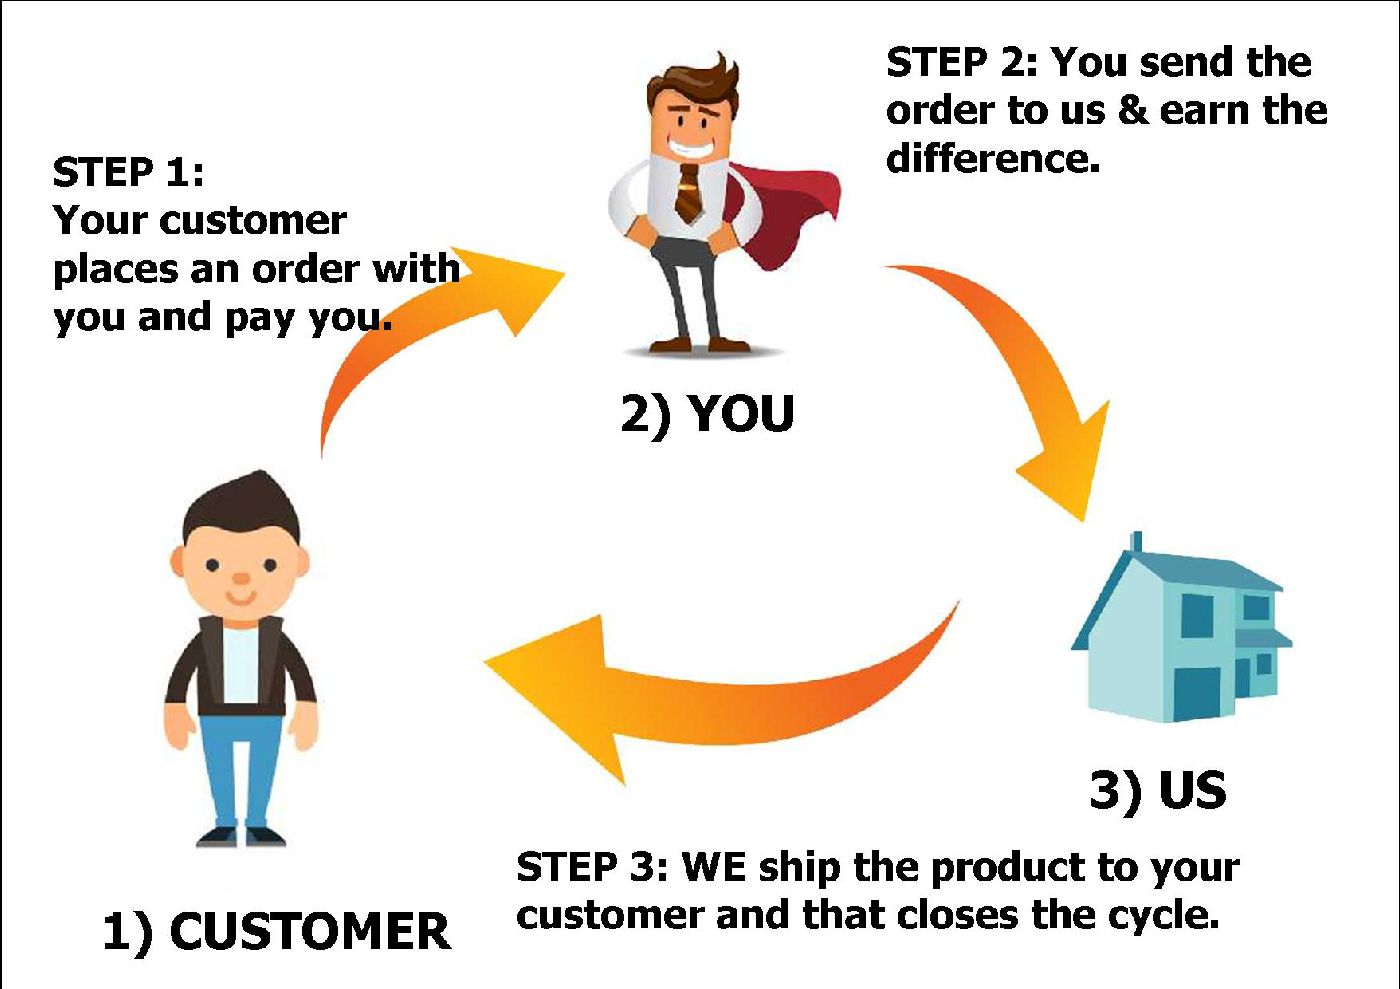 STEP 1:
Your customer
places an order with
you and pay you.
STEP 2: You send the
order to us & earn the
difference.
2) YOU
3) US
STEP 3: WE ship the product to your
customer and that closes the cycle.
1) CUSTOMER